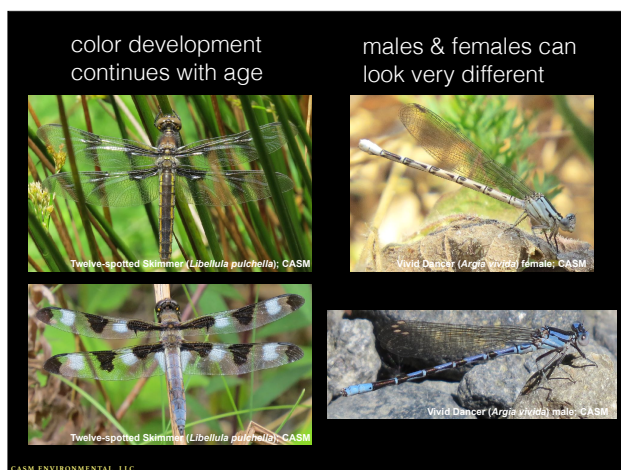 color development
continues with age
males & females can
look very different
Twelve-spotted Skimmer (Libellula pulchella); CASM
Vivid Dancer (Argia vivida) female; CASM
Twelve-spotted Skimmer (Libellula pulchella); CASM
Vivid Dancer (Argia vivida) male; CASM
CASM ENVIRONMENTAL, LLC